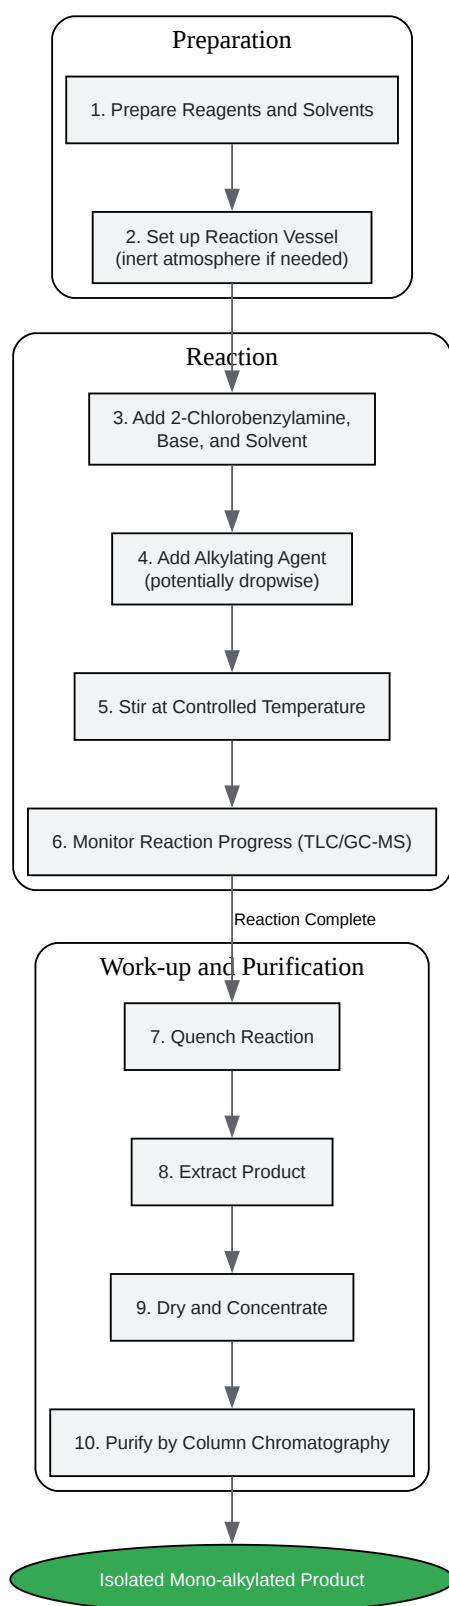 Preparation
1. Prepare Reagents and Solvents
2. Set up Reaction Vessel
(inert atmosphere if needed)
Reaction
3. Add 2-Chlorobenzylamine,
Base, and Solvent
4. Add Alkylating Agent
(potentially dropwise)
5. Stir at Controlled Temperature
6. Monitor Reaction Progress (TLC/GC-MS)
Reaction Complete
Work-up and Purification
7. Quench Reaction
8. Extract Product
9. Dry and Concentrate
10. Purify by Column Chromatography
Isolated Mono-alkylated Product